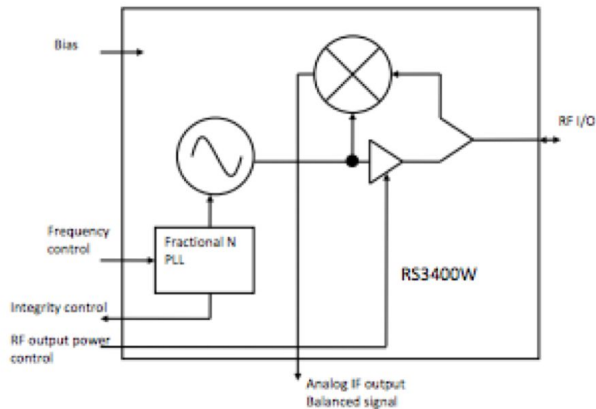 Bias
RF I/O
Frequency
control
Fractional N
PLL
RS3400W
Integrity control
RF output power
control
Analog IF output
Balanced signal